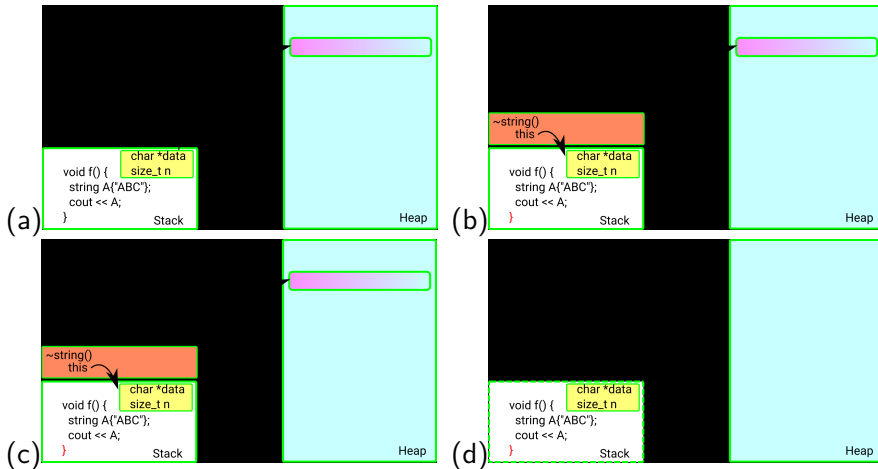 char *data
size_t n
void f() {
string A{"ABC"};
cout << A;
}
Stack
Heap
(a)
~string()
this
char *data
size_t n
void f() {
string A{"ABC"};
cout << A;
}
Stack
Heap
(b)
~string()
this
char *data
size_t n
void f() {
string A{"ABC"};
cout << A;
}
Stack
Heap
(c)
char *data
size_t n
void f() {
string A{"ABC"};
cout << A;
}
Stack
Heap
(d)